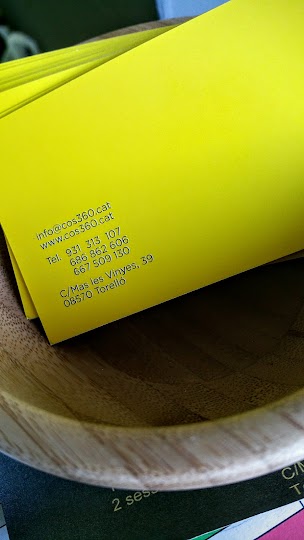 info@cos360.cat
www.cos360.cat
Tel: 931 313 107
686 862 606
667 509 130
C/Mas les Vinyes, 39
08570 Torelló